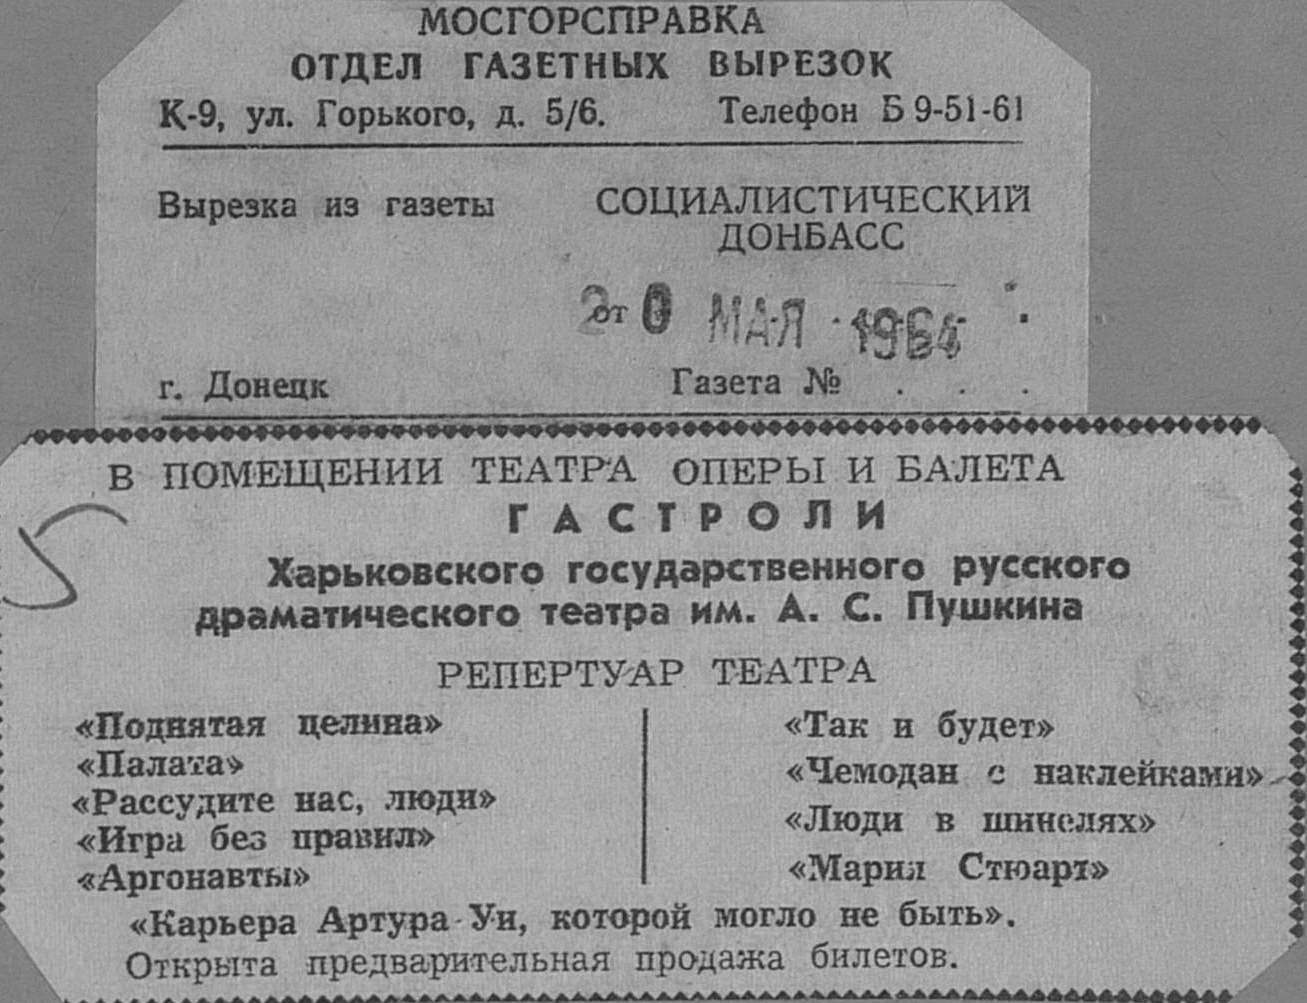 МОСГОРСПРАВКА
ОТДЕЛ ГАЗЕТНЫХ ВЫРЕЗОК
К-9, ул. Горького, д. 5/6. Телефон Б 9-51-61
Вырезка из газеты СОЦИАЛИСТИЧЕСКИЙ
ДОНБАСС
от 20 МАЯ 1964
г. Донецк Газета № . . .
В ПОМЕЩЕНИИ ТЕАТРА ОПЕРЫ И БАЛЕТА
ГАСТРОЛИ
Харьковского государственного русского
драматического театра им. А. С. Пушкина
РЕПЕРТУАР ТЕАТРА
«Поднятая целина»
«Палата»
«Рассудите нас, люди»
«Игра без правил»
«Аргонавты»
«Так и будет»
«Чемодан с наклейками»
«Люди в шинелях»
«Мария Стюарт»
«Карьера Артура Уи, которой могло не быть».
Открыта предварительная продажа билетов.
5